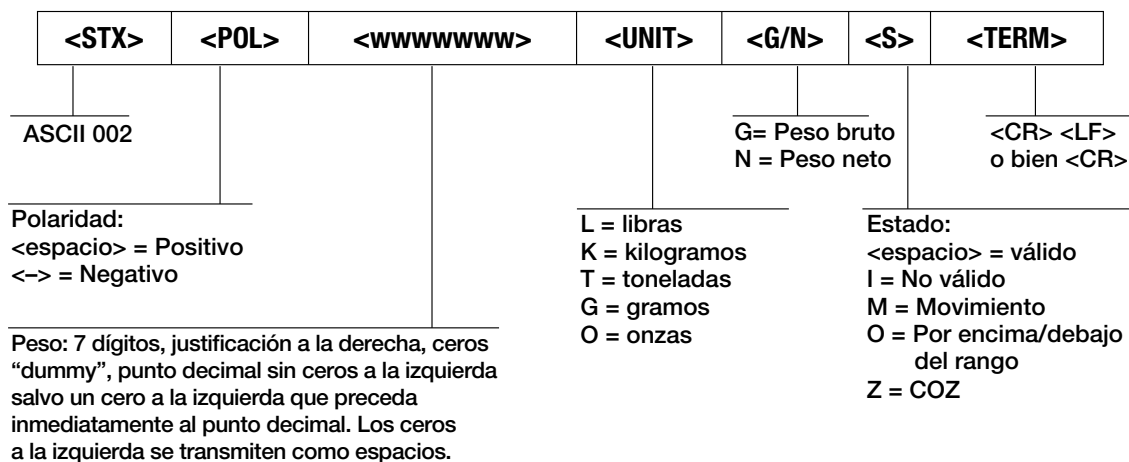 <STX> <POL> <wwwwwww> <UNIT> <G/N> <S> <TERM>
ASCII 002
G= Peso bruto
N = Peso neto
<CR> <LF>
o bien <CR>
Polaridad:
<espacio> = Positivo
<–> = Negativo
L = libras
K = kilogramos
T = toneladas
G = gramos
O = onzas
Estado:
<espacio> = válido
I = No válido
M = Movimiento
O = Por encima/debajo
del rango
Z = COZ
Peso: 7 dígitos, justificación a la derecha, ceros
“dummy”, punto decimal sin ceros a la izquierda
salvo un cero a la izquierda que preceda
inmediatamente al punto decimal. Los ceros
a la izquierda se transmiten como espacios.